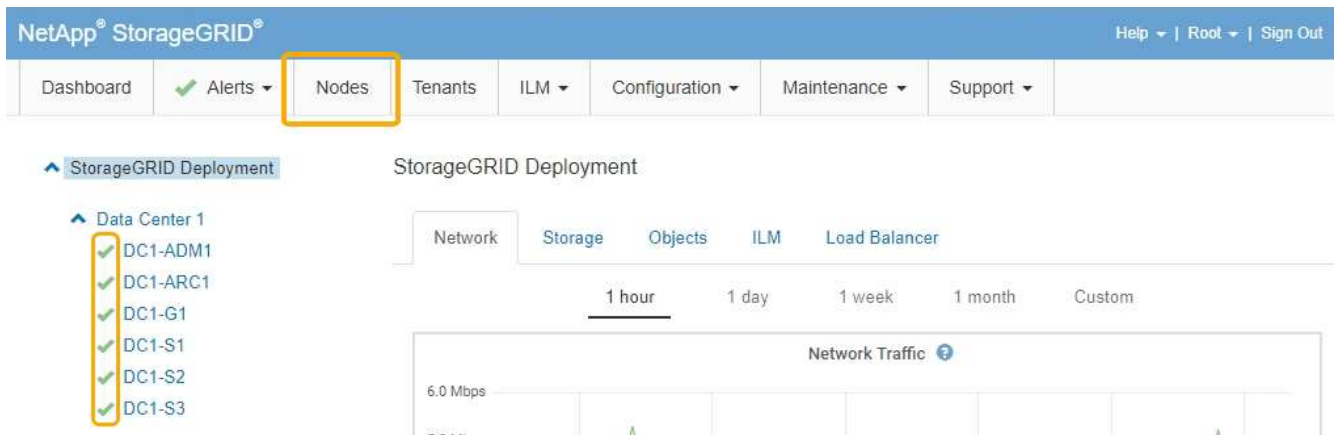 NetApp® StorageGRID®
Help | Root | Sign Out
Dashboard Alerts Nodes Tenants ILM Configuration Maintenance Support
StorageGRID Deployment
StorageGRID Deployment
Data Center 1
Network Storage Objects ILM Load Balancer
DC1-ADM1
DC1-ARC1
1 hour 1 day 1 week 1 month Custom
DC1-G1
DC1-S1
Network Traffic
DC1-S2
6.0 Mbps
DC1-S3